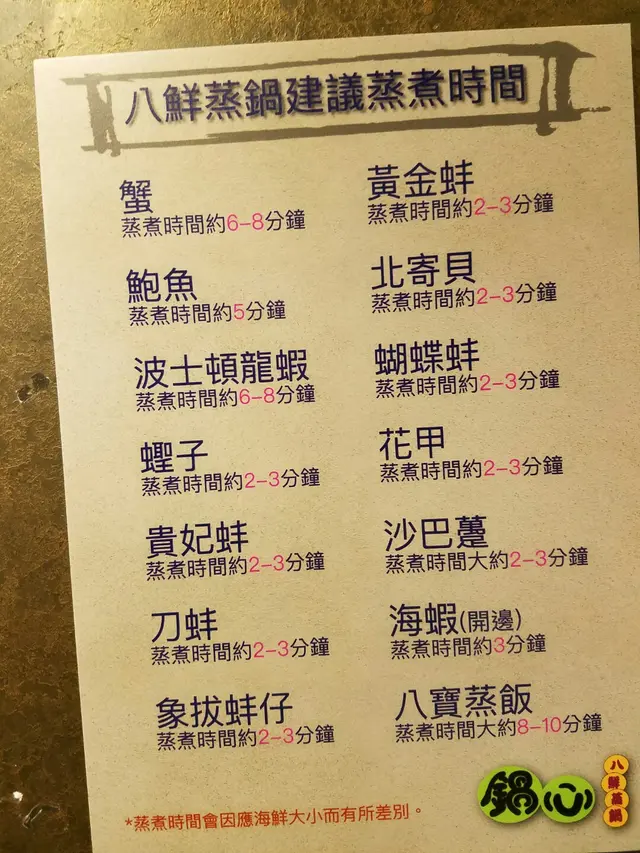 八鮮蒸鍋建議蒸煮時間
蟹
蒸煮時間約6-8分鐘
鮑魚
蒸煮時間約5分鐘
波士頓龍蝦
蒸煮時間約6-8分鐘
蟶子
蒸煮時間約2-3分鐘
貴妃蚌
蒸煮時間約2-3分鐘
刀蚌
蒸煮時間約2-3分鐘
象拔蚌仔
蒸煮時間約2-3分鐘
黃金蚌
蒸煮時間約2-3分鐘
北寄貝
蒸煮時間約2-3分鐘
蝴蝶蚌
蒸煮時間約2-3分鐘
花甲
蒸煮時間約2-3分鐘
沙巴躉
蒸煮時間大約2-3分鐘
海蝦(開邊)
蒸煮時間約3分鐘
八寶蒸飯
蒸煮時間大約8-10分鐘
*蒸煮時間會因應海鮮大小而有所差別。
鍋心
八鮮蒸鍋